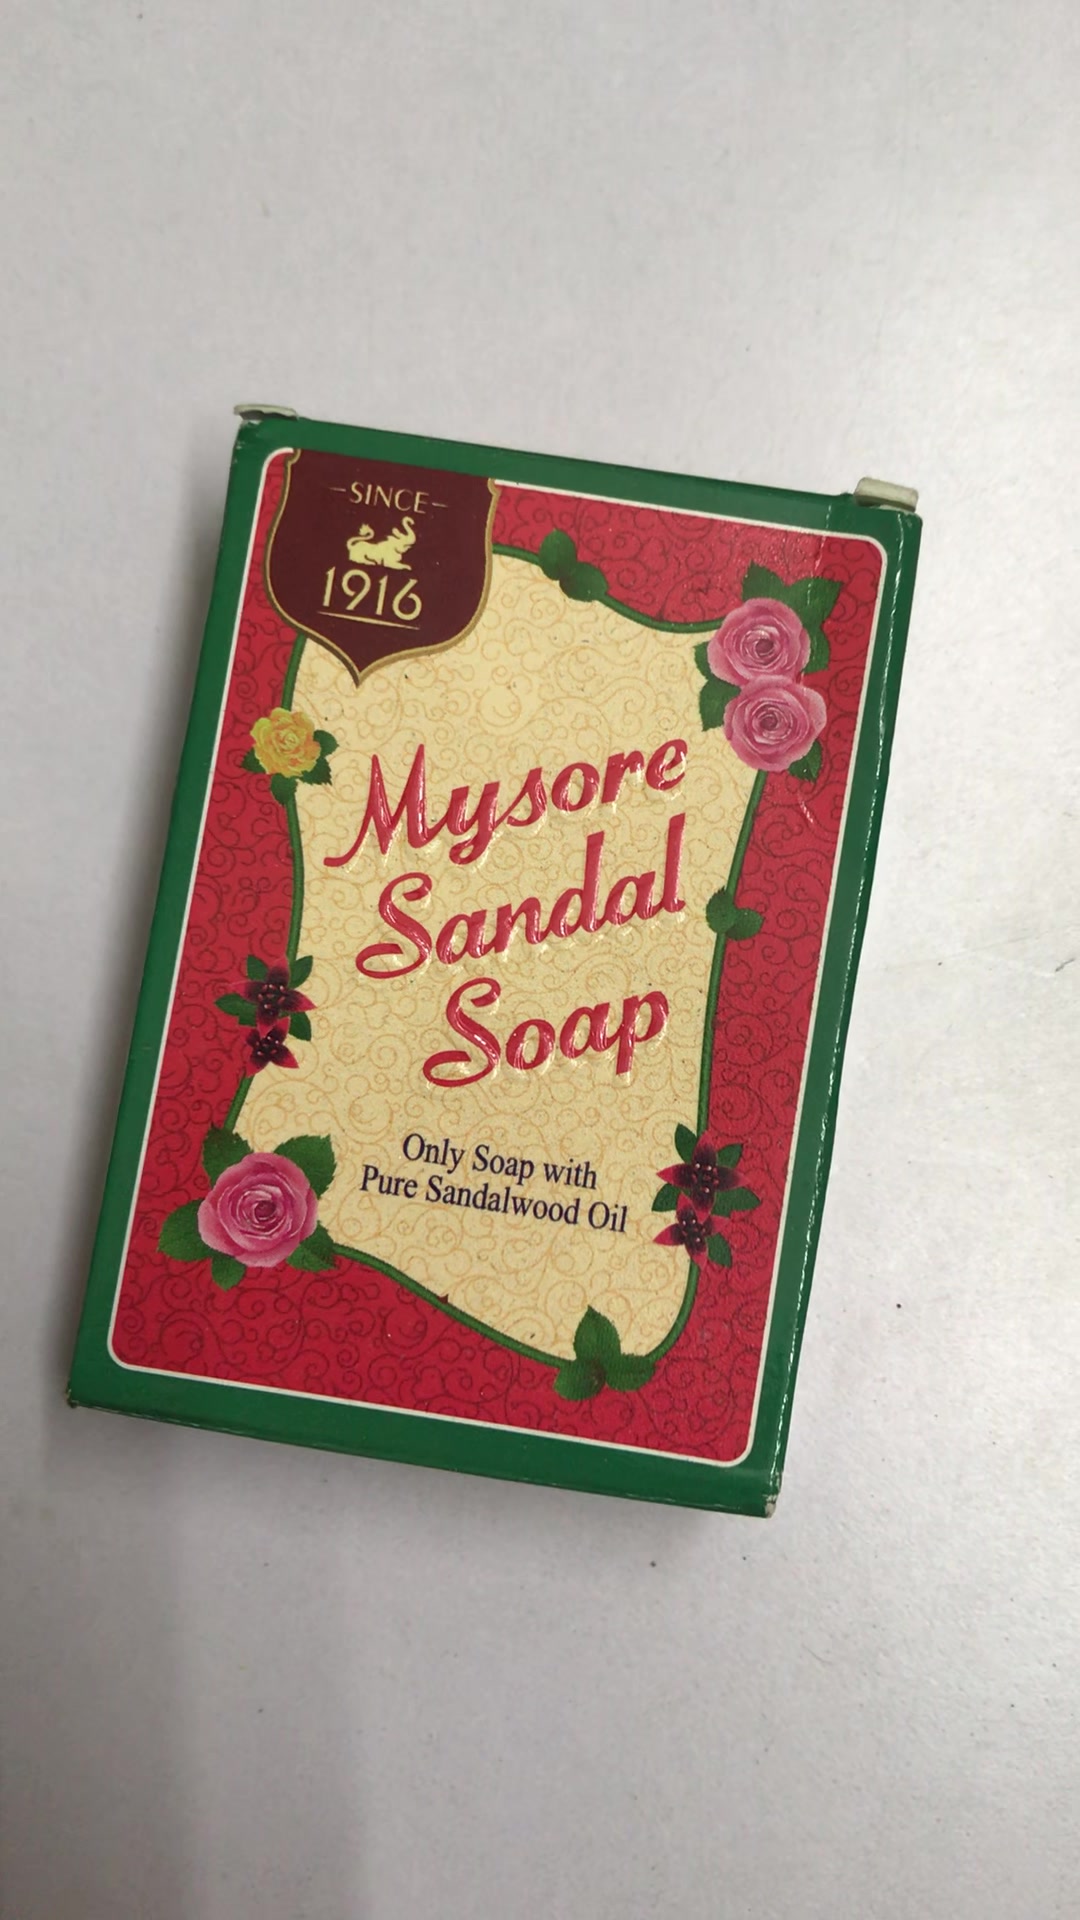 -SINCE-
1916
Mysore
Sandal
Soap
Only Soap with
Pure Sandalwood Oil